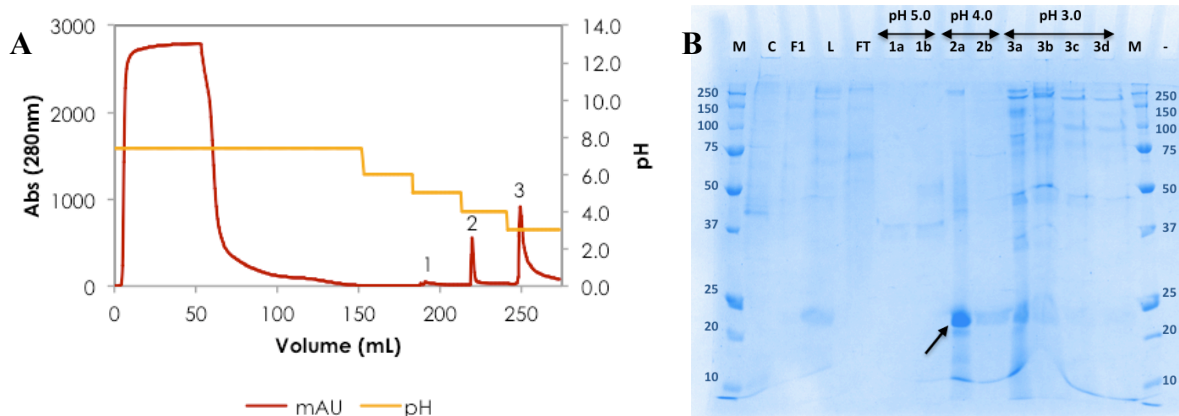 A
Abs (280nm)
3000
2000
1000
0
14.0
12.0
10.0
8.0
6.0
4.0
2.0
0.0
pH
1
2
3
0 50 100 150 200 250
Volume (mL)
mAU pH
B
pH 5.0 pH 4.0 pH 3.0
M C F1 L FT 1a 1b 2a 2b 3a 3b 3c 3d M -
250 250
150 150
100 100
75 75
50 50
37 37
25 25
20 20
10 10